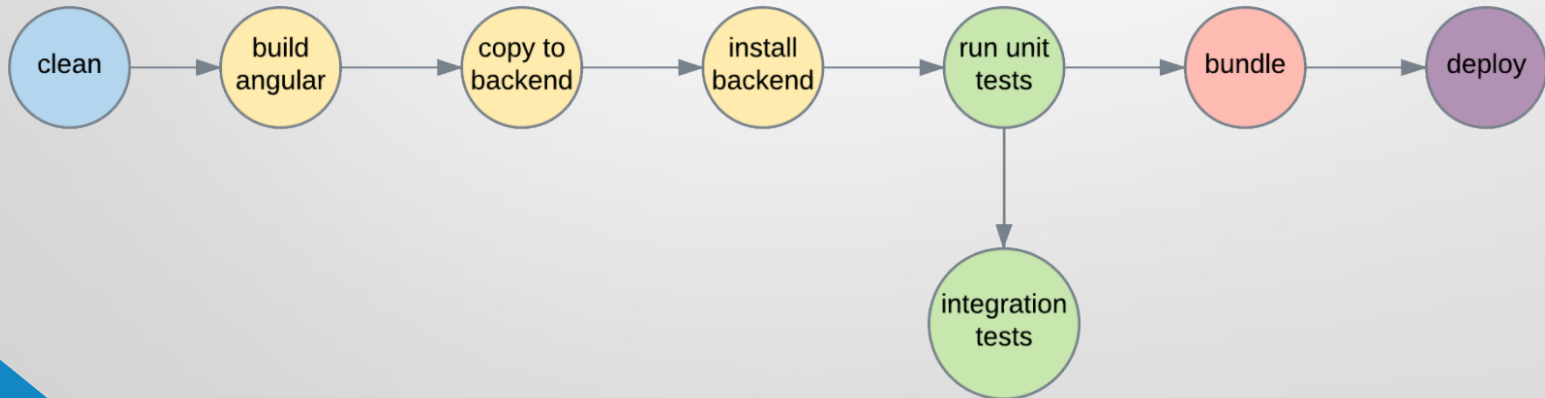 clean
build
angular
copy to
backend
install
backend
run unit
tests
bundle
deploy
integration
tests